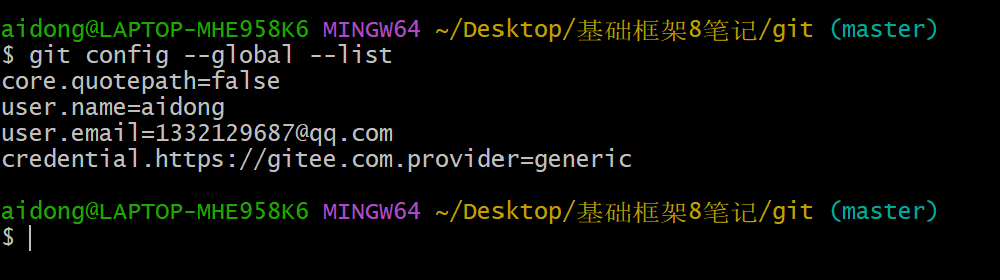 aidong@LAPTOP-MHE958K6 MINGW64 ~/Desktop/基础框架8笔记/git (master)
$ git config --global --list
core.quotepath=false
user.name=aidong
user.email=1332129687@qq.com
credential.https://gitee.com.provider=generic
aidong@LAPTOP-MHE958K6 MINGW64 ~/Desktop/基础框架8笔记/git (master)
$